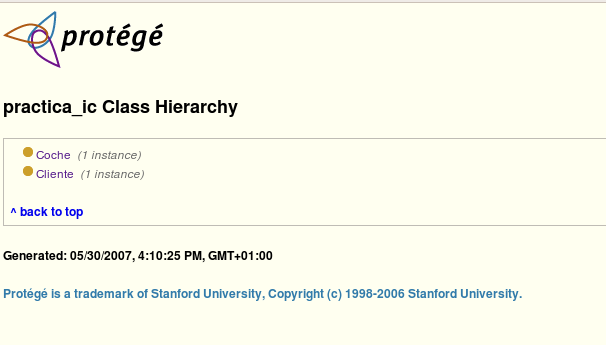 protégé
practica_ic Class Hierarchy
Coche (1 instance)
Cliente (1 instance)
^ back to top
Generated: 05/30/2007, 4:10:25 PM, GMT+01:00
Protégé is a trademark of Stanford University, Copyright (c) 1998-2006 Stanford University.